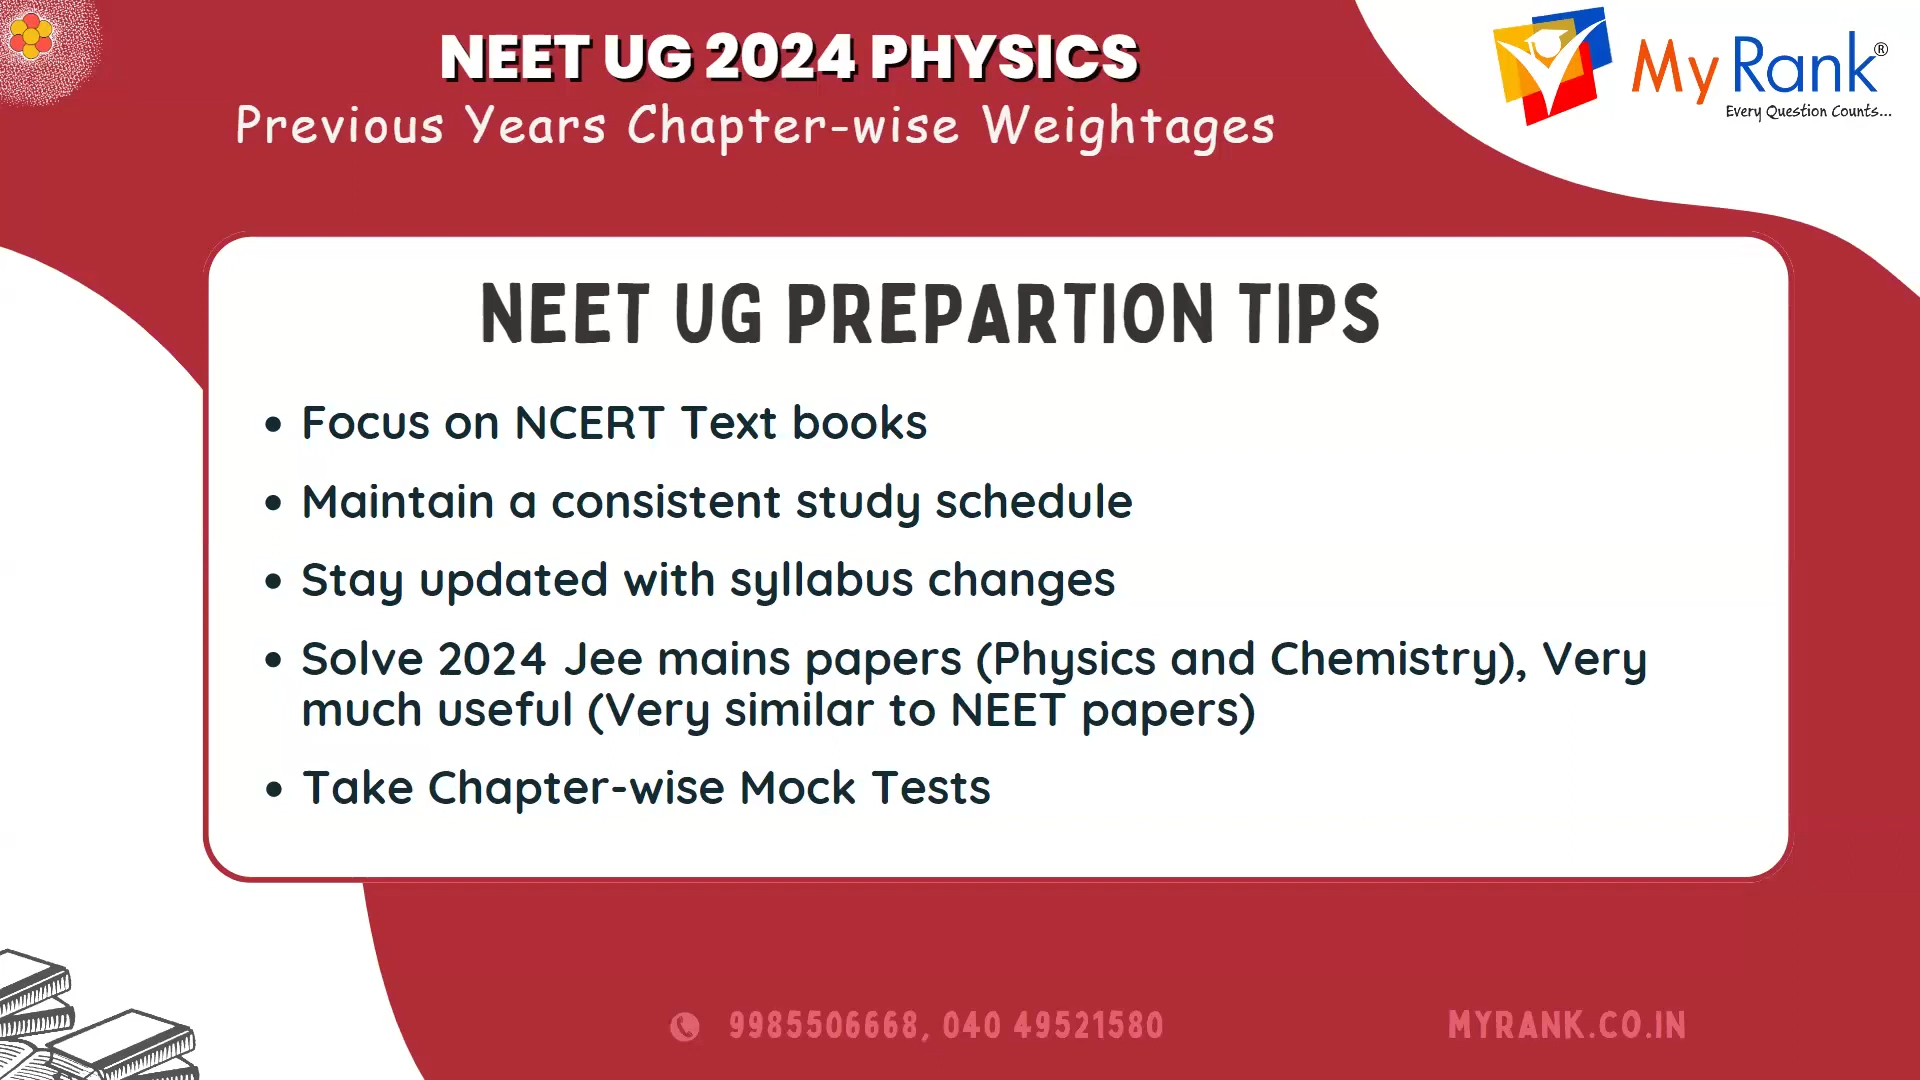 NEET UG 2024 PHYSICS
Previous Years Chapter-wise Weightages
My Rank®
Every Question Counts...
NEET UG PREPARTION TIPS
• Focus on NCERT Text books
• Maintain a consistent study schedule
• Stay updated with syllabus changes
• Solve 2024 Jee mains papers (Physics and Chemistry), Very
much useful (Very similar to NEET papers)
• Take Chapter-wise Mock Tests
9985506668, 040 49521580
MYRANK.CO.IN